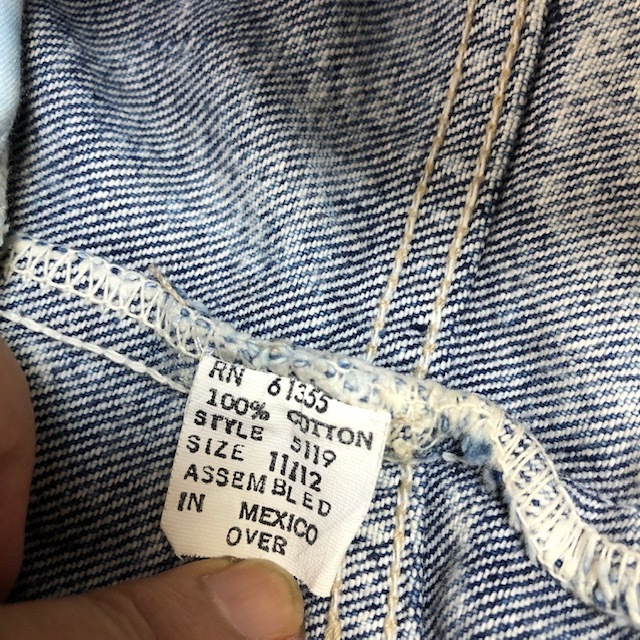 RN 61355
100% COTTON
STYLE 5119
SIZE 11/12
ASSEMBLED
IN MEXICO
OVER